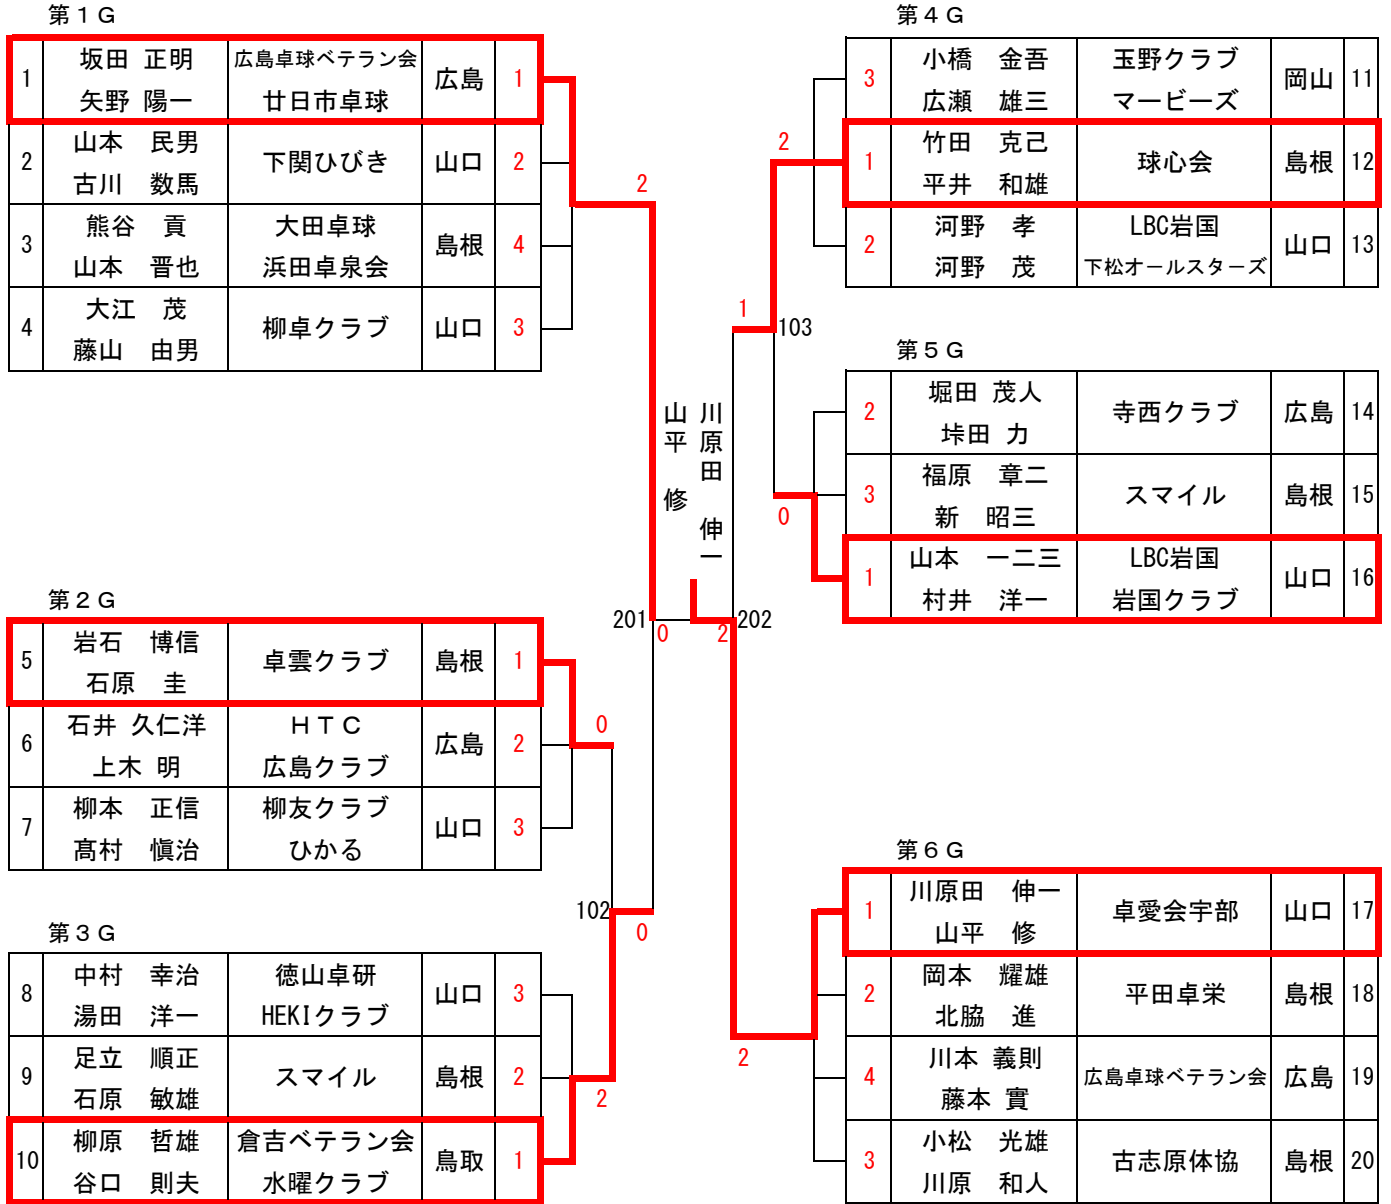 第1G
1 坂田 正明 広島卓球ベテラン会 広島 1
矢野 陽一 廿日市卓球
2 山本 民男 下関ひびき 山口 2
古川 数馬
3 熊谷 貢 大田卓球 島根 4
山本 晋也 浜田卓泉会
4 大江 茂 柳卓クラブ 山口 3
藤山 由男
第2G
5 岩石 博信 卓雲クラブ 島根 1
石原 圭
6 石井 久仁洋 HTC 広島 2
上木 明 広島クラブ
7 柳本 正信 柳友クラブ 山口 3
髙村 愼治 ひかる
第3G
8 中村 幸治 徳山卓研 山口 3
湯田 洋一 HEKIクラブ
9 足立 順正 スマイル 島根 2
石原 敏雄
10 柳原 哲雄 倉吉ベテラン会 鳥取 1
谷口 則夫 水曜クラブ
2
0
102
0
2
201
0
川原田 伸一
山平 修
2
202
1
103
2
0
2
第4G
3 小橋 金吾 玉野クラブ 岡山 11
広瀬 雄三 マービーズ
1 竹田 克己 球心会 島根 12
平井 和雄
2 河野 孝 LBC岩国 山口 13
河野 茂 下松オールスターズ
第5G
2 堀田 茂人 寺西クラブ 広島 14
垰田 力
3 福原 章二 スマイル 島根 15
新 昭三
1 山本 一二三 LBC岩国 山口 16
村井 洋一 岩国クラブ
第6G
1 川原田 伸一 卓愛会宇部 山口 17
山平 修
2 岡本 耀雄 平田卓栄 島根 18
北脇 進
4 川本 義則 広島卓球ベテラン会 広島 19
藤本 實
3 小松 光雄 古志原体協 島根 20
川原 和人